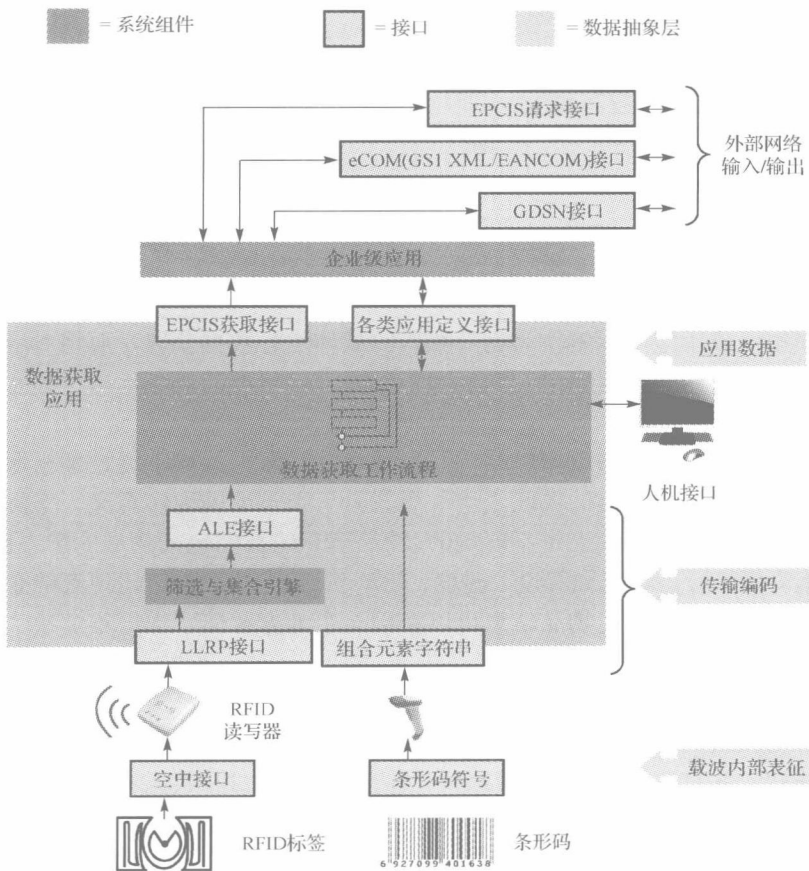 = 系统组件
= 接口
= 数据抽象层
EPCIS请求接口
eCOM(GS1 XML/EANCOM)接口
GDSN接口
外部网络
输入/输出
企业级应用
EPCIS获取接口
各类应用定义接口
应用数据
数据获取
应用
数据获取工作流程
人机接口
ALE接口
筛选与集合引擎
传输编码
LLRP接口
组合元素字符串
RFID
读写器
空中接口
条形码符号
载波内部表征
RFID标签
条形码
6 927099 401638